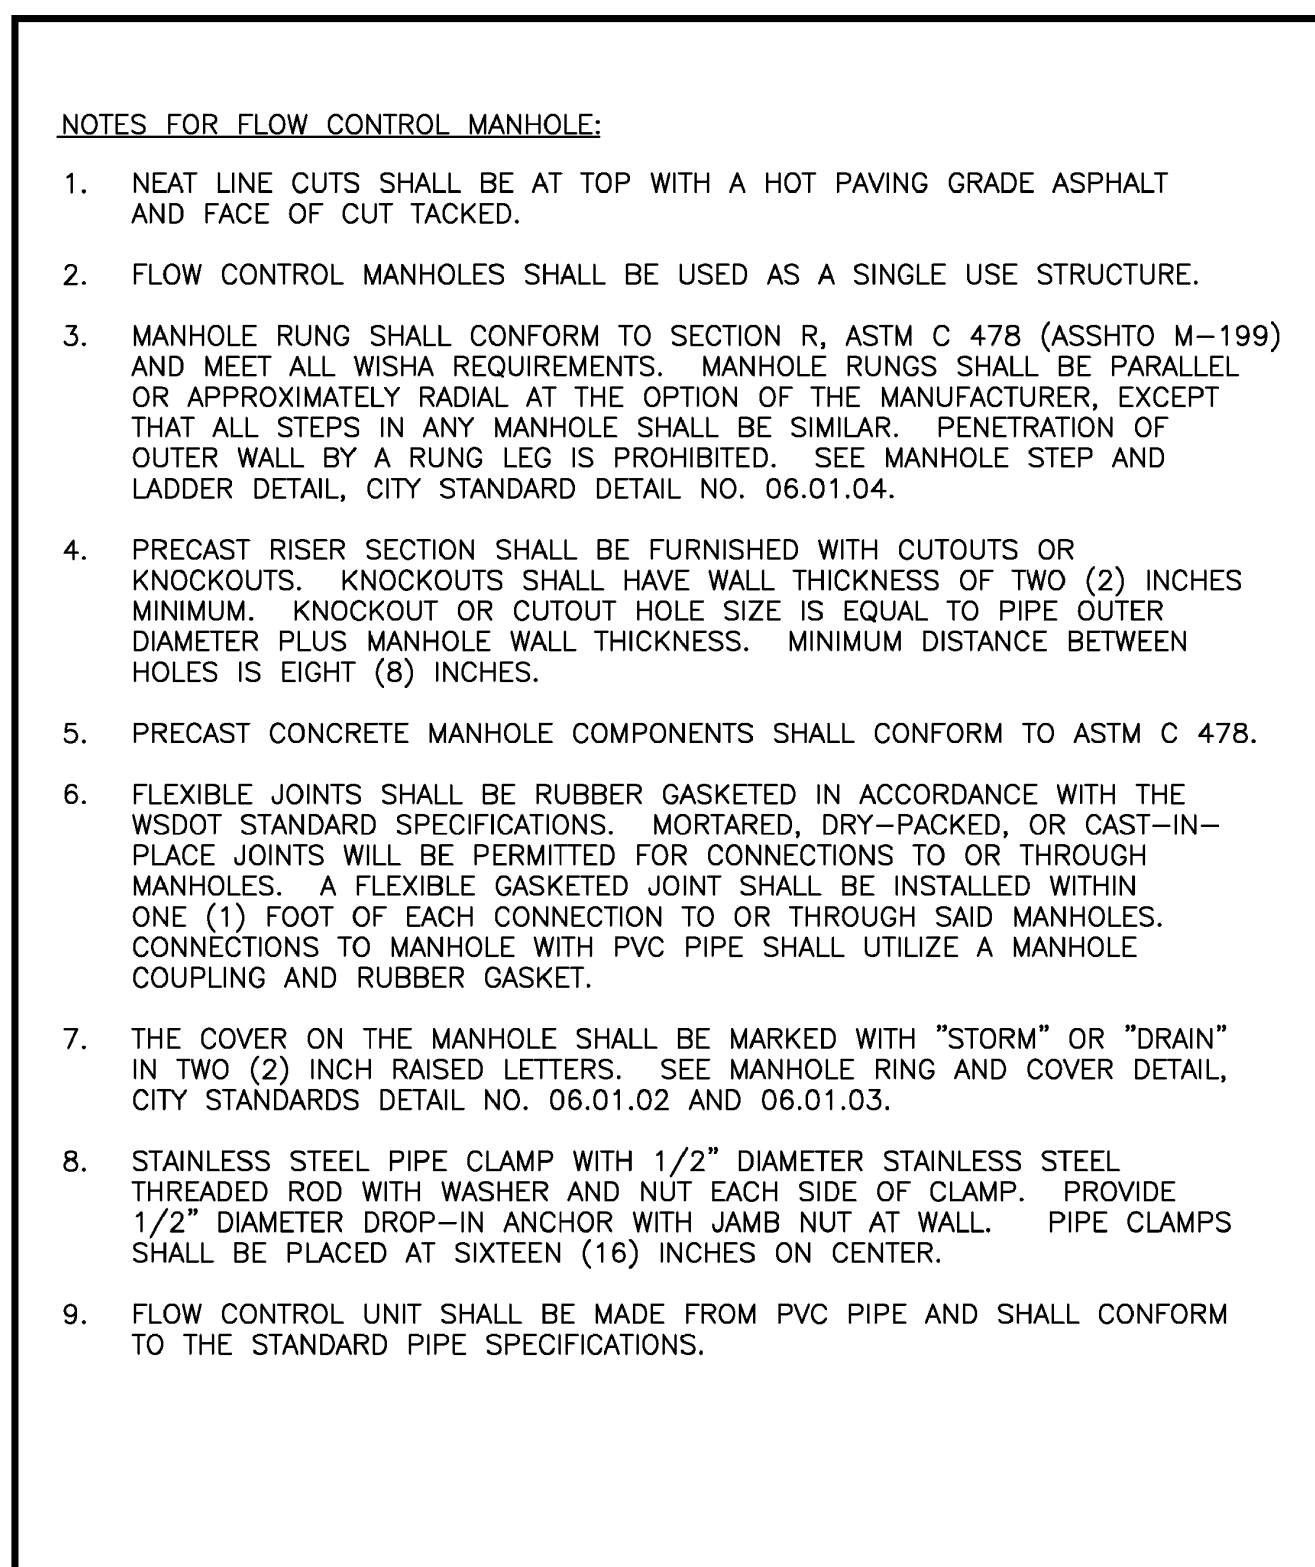 NOTES FOR FLOW CONTROL MANHOLE:
1. NEAT LINE CUTS SHALL BE AT TOP WITH A HOT PAVING GRADE ASPHALT
AND FACE OF CUT TACKED.
2. FLOW CONTROL MANHOLES SHALL BE USED AS A SINGLE USE STRUCTURE.
3. MANHOLE RUNG SHALL CONFORM TO SECTION R, ASTM C 478 (ASSHTO M-199)
AND MEET ALL WISHA REQUIREMENTS. MANHOLE RUNGS SHALL BE PARALLEL
OR APPROXIMATELY RADIAL AT THE OPTION OF THE MANUFACTURER, EXCEPT
THAT ALL STEPS IN ANY MANHOLE SHALL BE SIMILAR. PENETRATION OF
OUTER WALL BY A RUNG LEG IS PROHIBITED. SEE MANHOLE STEP AND
LADDER DETAIL, CITY STANDARD DETAIL NO. 06.01.04.
4. PRECAST RISER SECTION SHALL BE FURNISHED WITH CUTOUTS OR
KNOCKOUTS. KNOCKOUTS SHALL HAVE WALL THICKNESS OF TWO (2) INCHES
MINIMUM. KNOCKOUT OR CUTOUT HOLE SIZE IS EQUAL TO PIPE OUTER
DIAMETER PLUS MANHOLE WALL THICKNESS. MINIMUM DISTANCE BETWEEN
HOLES IS EIGHT (8) INCHES.
5. PRECAST CONCRETE MANHOLE COMPONENTS SHALL CONFORM TO ASTM C 478.
6. FLEXIBLE JOINTS SHALL BE RUBBER GASKETED IN ACCORDANCE WITH THE
WSDOT STANDARD SPECIFICATIONS. MORTARED, DRY-PACKED, OR CAST-IN-
PLACE JOINTS WILL BE PERMITTED FOR CONNECTIONS TO OR THROUGH
MANHOLES. A FLEXIBLE GASKETED JOINT SHALL BE INSTALLED WITHIN
ONE (1) FOOT OF EACH CONNECTION TO OR THROUGH SAID MANHOLES.
CONNECTIONS TO MANHOLE WITH PVC PIPE SHALL UTILIZE A MANHOLE
COUPLING AND RUBBER GASKET.
7. THE COVER ON THE MANHOLE SHALL BE MARKED WITH "STORM" OR "DRAIN"
IN TWO (2) INCH RAISED LETTERS. SEE MANHOLE RING AND COVER DETAIL,
CITY STANDARDS DETAIL NO. 06.01.02 AND 06.01.03.
8. STAINLESS STEEL PIPE CLAMP WITH 1/2" DIAMETER STAINLESS STEEL
THREADED ROD WITH WASHER AND NUT EACH SIDE OF CLAMP. PROVIDE
1/2" DIAMETER DROP-IN ANCHOR WITH JAMB NUT AT WALL. PIPE CLAMPS
SHALL BE PLACED AT SIXTEEN (16) INCHES ON CENTER.
9. FLOW CONTROL UNIT SHALL BE MADE FROM PVC PIPE AND SHALL CONFORM
TO THE STANDARD PIPE SPECIFICATIONS.